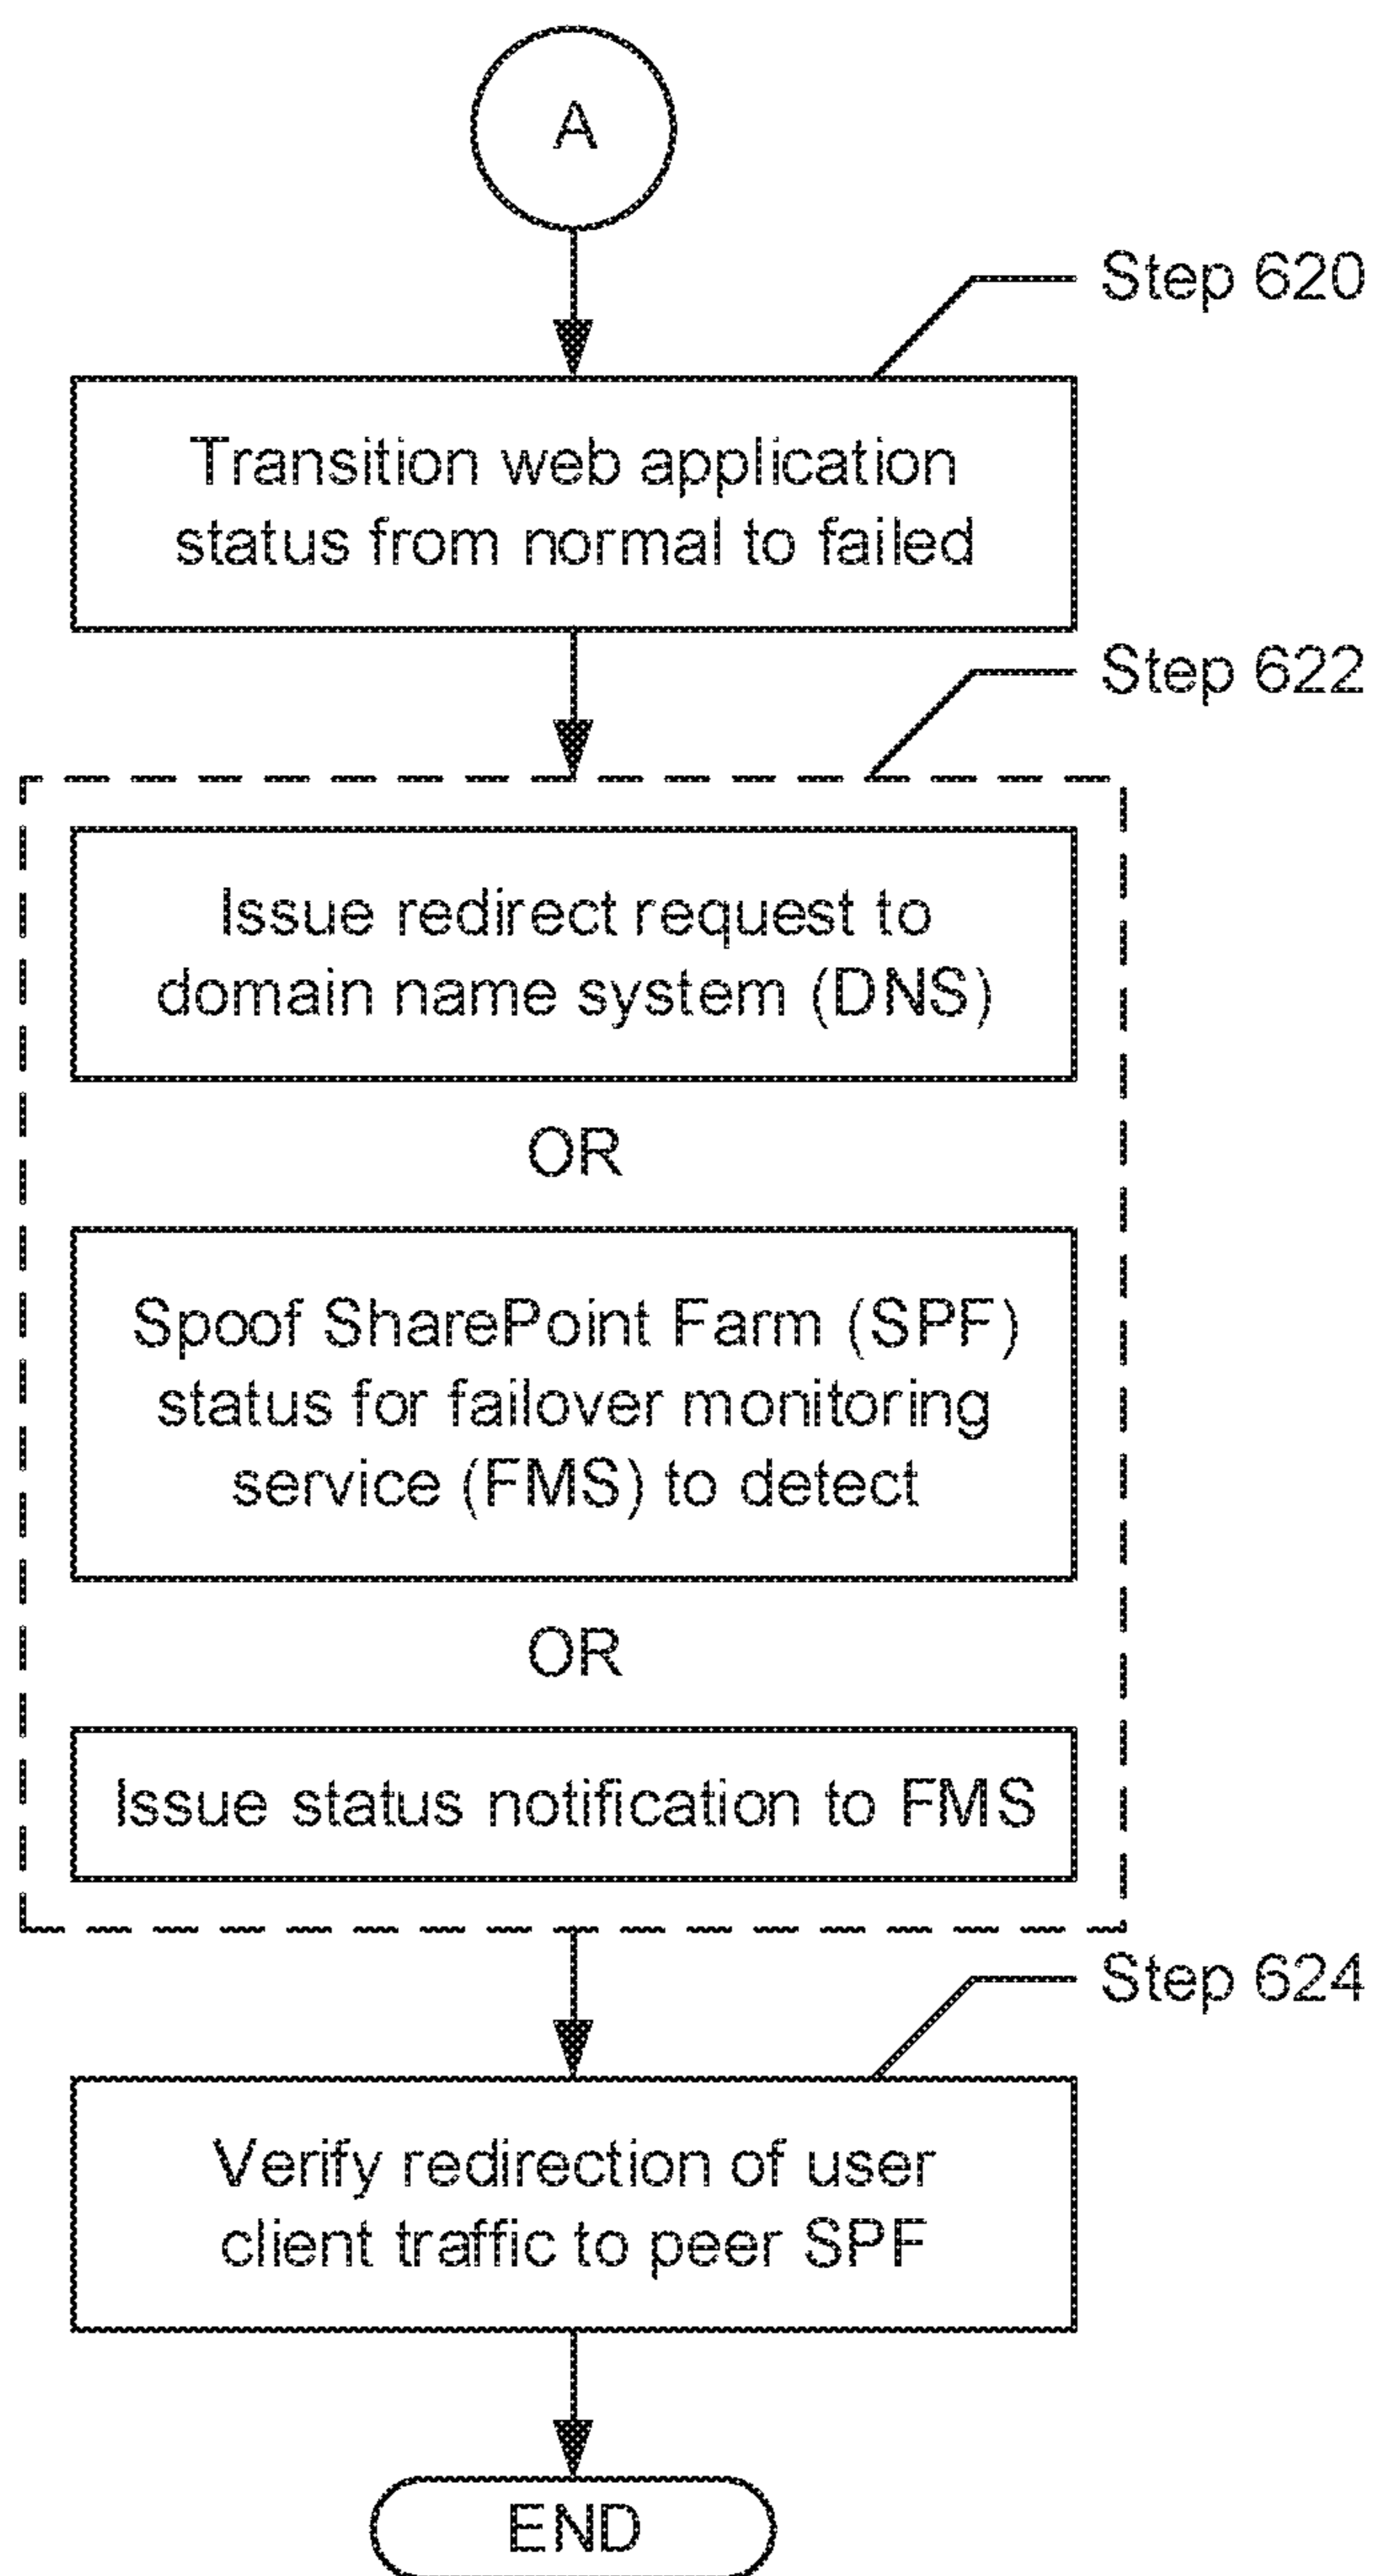 A
Step 620
Transition web application
status from normal to failed
Step 622
Issue redirect request to
domain name system (DNS)
OR
Spoof SharePoint Farm (SPF)
status for failover monitoring
service (FMS) to detect
OR
Issue status notification to FMS
Step 624
Verify redirection of user
client traffic to peer SPF
END